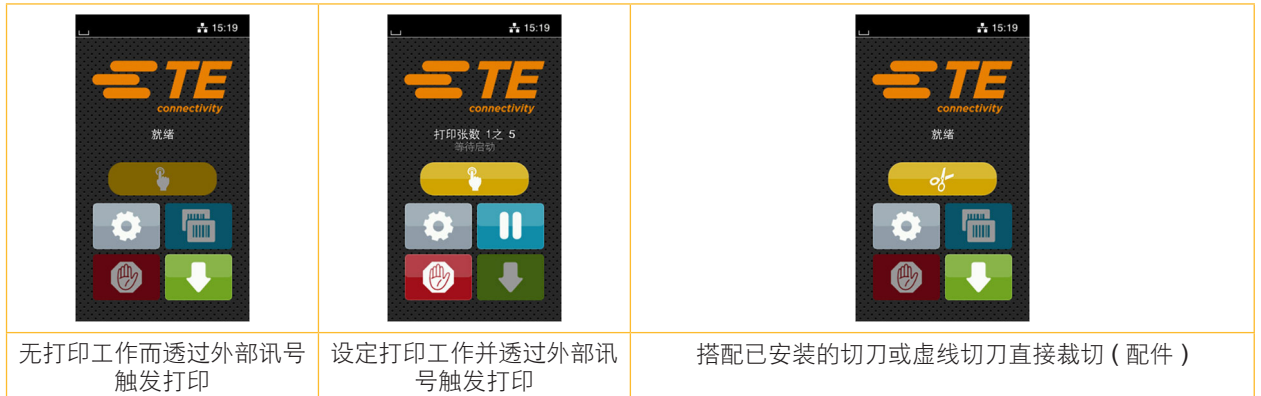 15:19
TE
connectivity
就绪
15:19
TE
connectivity
打印张数 1之 5
等待启动
15:19
TE
connectivity
就绪
无打印工作而透过外部讯号
触发打印
设定打印工作并透过外部讯
号触发打印
搭配已安装的切刀或虚线切刀直接裁切 ( 配件 )